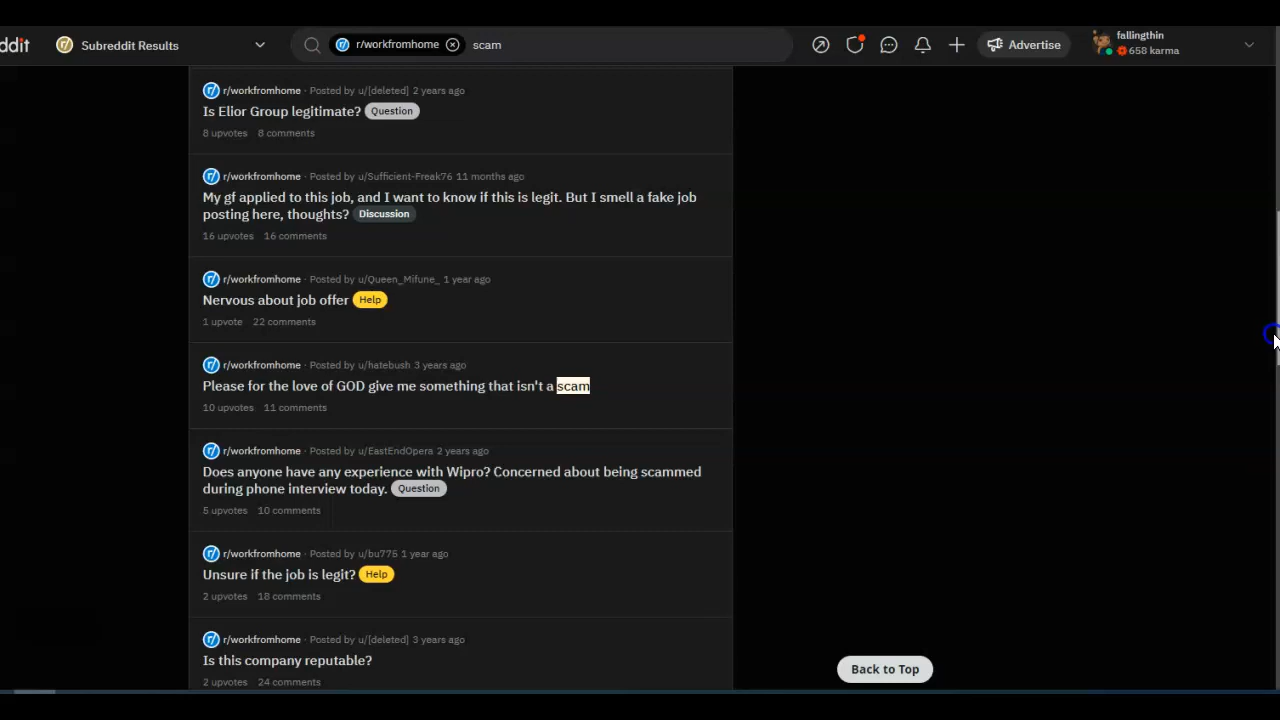 ddit Subreddit Results r/workfromhome scam Advertise fallingthin
658 karma
r/workfromhome · Posted by u/[deleted] 2 years ago
Is Elior Group legitimate? Question
8 upvotes 8 comments
r/workfromhome · Posted by u/Sufficient-Freak76 11 months ago
My gf applied to this job, and I want to know if this is legit. But I smell a fake job
posting here, thoughts? Discussion
16 upvotes 16 comments
r/workfromhome · Posted by u/Queen_Mifune_ 1 year ago
Nervous about job offer Help
1 upvote 22 comments
r/workfromhome · Posted by u/hatebush 3 years ago
Please for the love of GOD give me something that isn't a scam
10 upvotes 11 comments
r/workfromhome · Posted by u/EastEndOpera 2 years ago
Does anyone have any experience with Wipro? Concerned about being scammed
during phone interview today. Question
5 upvotes 10 comments
r/workfromhome · Posted by u/bu775 1 year ago
Unsure if the job is legit? Help
2 upvotes 18 comments
r/workfromhome · Posted by u/[deleted] 3 years ago
Is this company reputable?
2 upvotes 24 comments
Back to Top